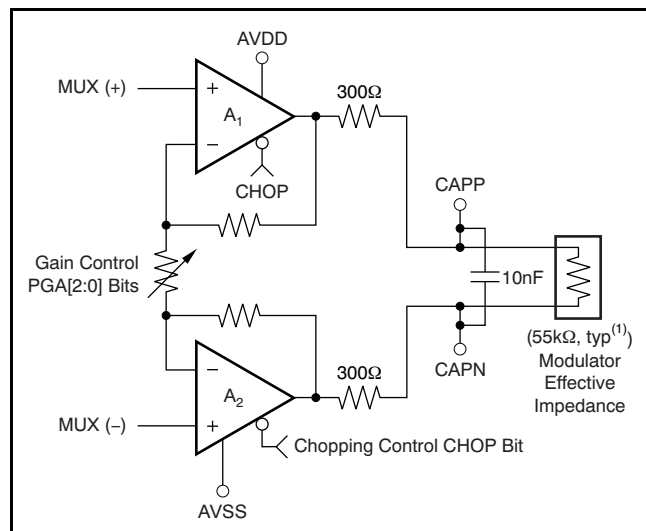 AVDD
MUX (+)
+
A1
−
300Ω
CHOP
CAPP
Gain Control
PGA[2:0] Bits
10nF
(55kΩ, typ(1))
Modulator
Effective
Impedance
CAPN
300Ω
−
A2
+
MUX (−)
Chopping Control CHOP Bit
AVSS